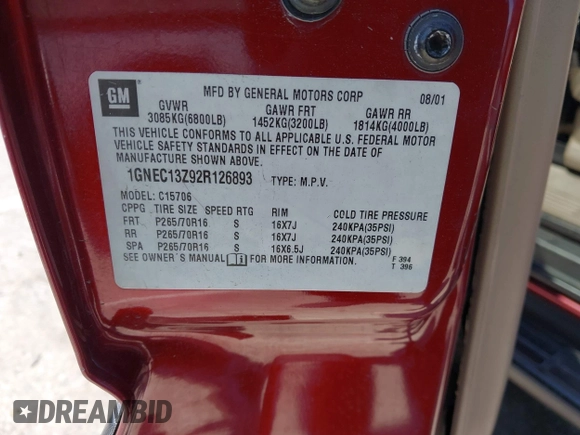 GM
MFD BY GENERAL MOTORS CORP 08/01
GVWR GAWR FRT GAWR RR
3085KG(6800LB) 1452KG(3200LB) 1814KG(4000LB)
THIS VEHICLE CONFORMS TO ALL APPLICABLE U.S. FEDERAL MOTOR
VEHICLE SAFETY STANDARDS IN EFFECT ON THE DATE OF
MANUFACTURE SHOWN ABOVE.
1GNEC13Z92R126893 TYPE: M.P.V.
MODEL: C15706
CPPG TIRE SIZE SPEED RTG RIM COLD TIRE PRESSURE
FRT P265/70R16 S 16X7J 240KPA(35PSI)
RR P265/70R16 S 16X7J 240KPA(35PSI)
SPA P265/70R16 S 16X6.5J 240KPA(35PSI)
SEE OWNER'S MANUAL i FOR MORE INFORMATION.
F 394
T 396
DREAMBID